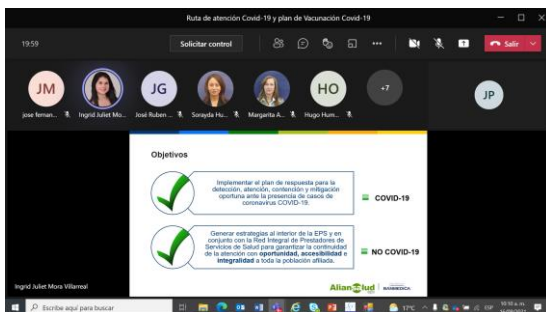 Ruta de atención Covid-19 y plan de Vacunación Covid-19
19:59
Solicitar control
Salir
JM
JG
HO
+7
JP
jose fernan...
Ingrid Juliet Mo...
José Ruben ...
Sorayda Hu...
Margarita A...
Hugo Hum...
Objetivos
Implementar el plan de respuesta para la
detección, atención, contención y mitigación
oportuna ante la presencia de casos de
coronavirus COVID-19.
COVID-19
Generar estrategias al interior de la EPS y en
conjunto con la Red Integral de Prestadores de
Servicios de Salud para garantizar la continuidad
de la atención con oportunidad, accesibilidad e
integralidad a toda la población afiliada.
NO COVID-19
Ingrid Juliet Mora Villarreal
Aliansalud
Escribe aquí para buscar
17°C
ESP
10:10 a. m.